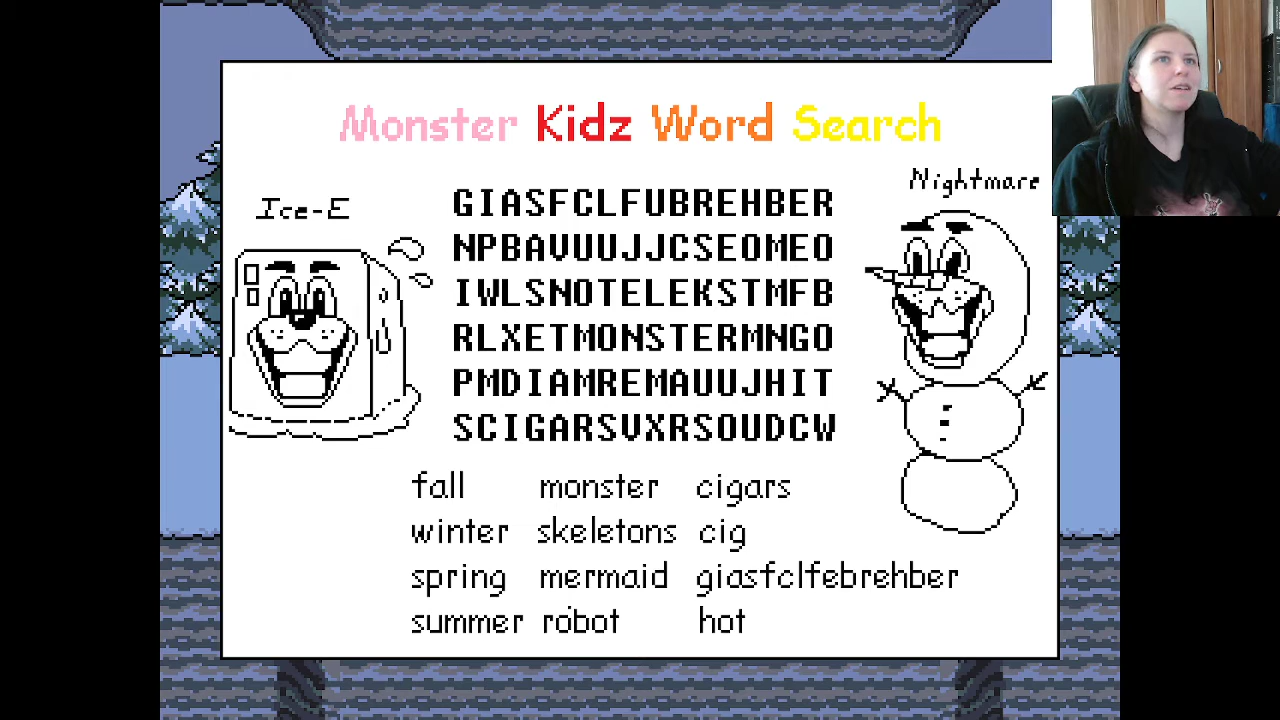 Monster Kidz Word Search
Nightmare
Ice-E
GIASFCLFUBREHBER
NPBAVUUJJCSEOMEO
IWLSNOTELEKSTMFB
RLXETMONSTERMNGO
PMDIAMREMAUUJHIT
SCIGARSVXRSOUDCW
fall monster cigars
winter skeletons cig
spring mermaid giasfclfebrehber
summer robot hot